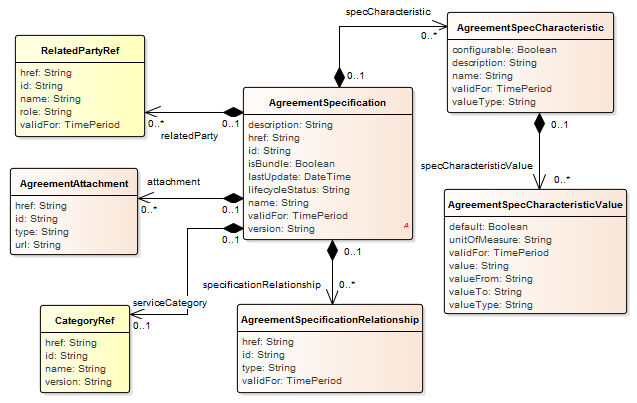 specCharacteristic
0..*
0..1
AgreementSpecCharacteristic
configurable: Boolean
description: String
name: String
validFor: TimePeriod
valueType: String
0..1
specCharacteristicValue
0..*
RelatedPartyRef
href: String
id: String
name: String
role: String
validFor: TimePeriod
0..*
0..1
relatedParty
AgreementSpecification
description: String
href: String
id: String
isBundle: Boolean
lastUpdate: DateTime
lifecycleStatus: String
name: String
validFor: TimePeriod
version: String
A
AgreementAttachment
href: String
id: String
type: String
url: String
attachment
0..*
0..1
0..1
0..1
AgreementSpecCharacteristicValue
default: Boolean
unitOfMeasure: String
validFor: TimePeriod
value: String
valueFrom: String
valueTo: String
valueType: String
specificationRelationship
0..*
serviceCategory
0..1
CategoryRef
href: String
id: String
name: String
version: String
AgreementSpecificationRelationship
href: String
id: String
type: String
validFor: TimePeriod